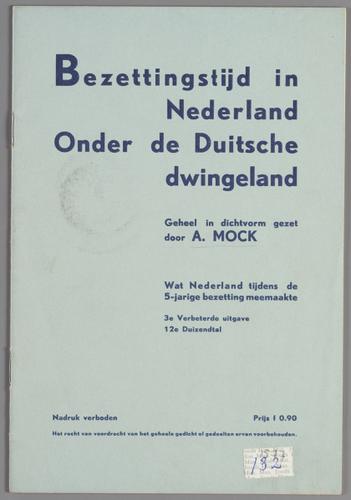 Bezettingstijd in
Nederland
Onder de Duitsche
dwingeland
Geheel in dichtvorm gezet
door A. MOCK
Wat Nederland tijdens de
5-jarige bezetting meemaakte
3e Verbeterde uitgave
12e Duizendtal
Nadruk verboden Prijs f 0.90
Het recht van voordracht van het geheele gedicht of gedeelten ervan voorbehouden.
132